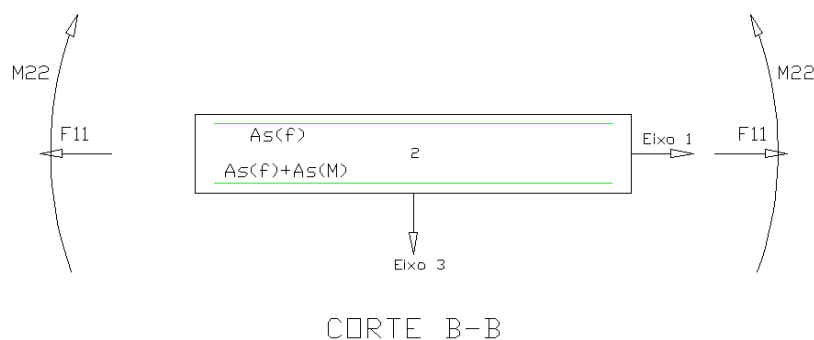 M22
M22
F11
As(f)
Eixo 1
F11
2
As(f)+As(M)
Eixo 3
CORTE B-B